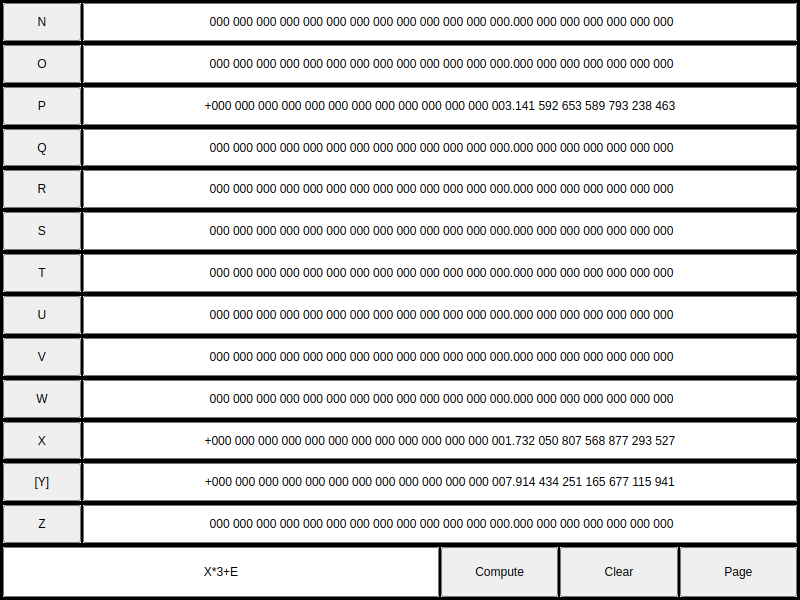 N 000 000 000 000 000 000 000 000 000 000 000 000 000.000 000 000 000 000 000 000
O 000 000 000 000 000 000 000 000 000 000 000 000 000.000 000 000 000 000 000 000
P +000 000 000 000 000 000 000 000 000 000 000 000 003.141 592 653 589 793 238 463
Q 000 000 000 000 000 000 000 000 000 000 000 000 000.000 000 000 000 000 000 000
R 000 000 000 000 000 000 000 000 000 000 000 000 000.000 000 000 000 000 000 000
S 000 000 000 000 000 000 000 000 000 000 000 000 000.000 000 000 000 000 000 000
T 000 000 000 000 000 000 000 000 000 000 000 000 000.000 000 000 000 000 000 000
U 000 000 000 000 000 000 000 000 000 000 000 000 000.000 000 000 000 000 000 000
V 000 000 000 000 000 000 000 000 000 000 000 000 000.000 000 000 000 000 000 000
W 000 000 000 000 000 000 000 000 000 000 000 000 000.000 000 000 000 000 000 000
X +000 000 000 000 000 000 000 000 000 000 000 000 001.732 050 807 568 877 293 527
[Y] +000 000 000 000 000 000 000 000 000 000 000 000 007.914 434 251 165 677 115 941
Z 000 000 000 000 000 000 000 000 000 000 000 000 000.000 000 000 000 000 000 000
X*3+E Compute Clear Page